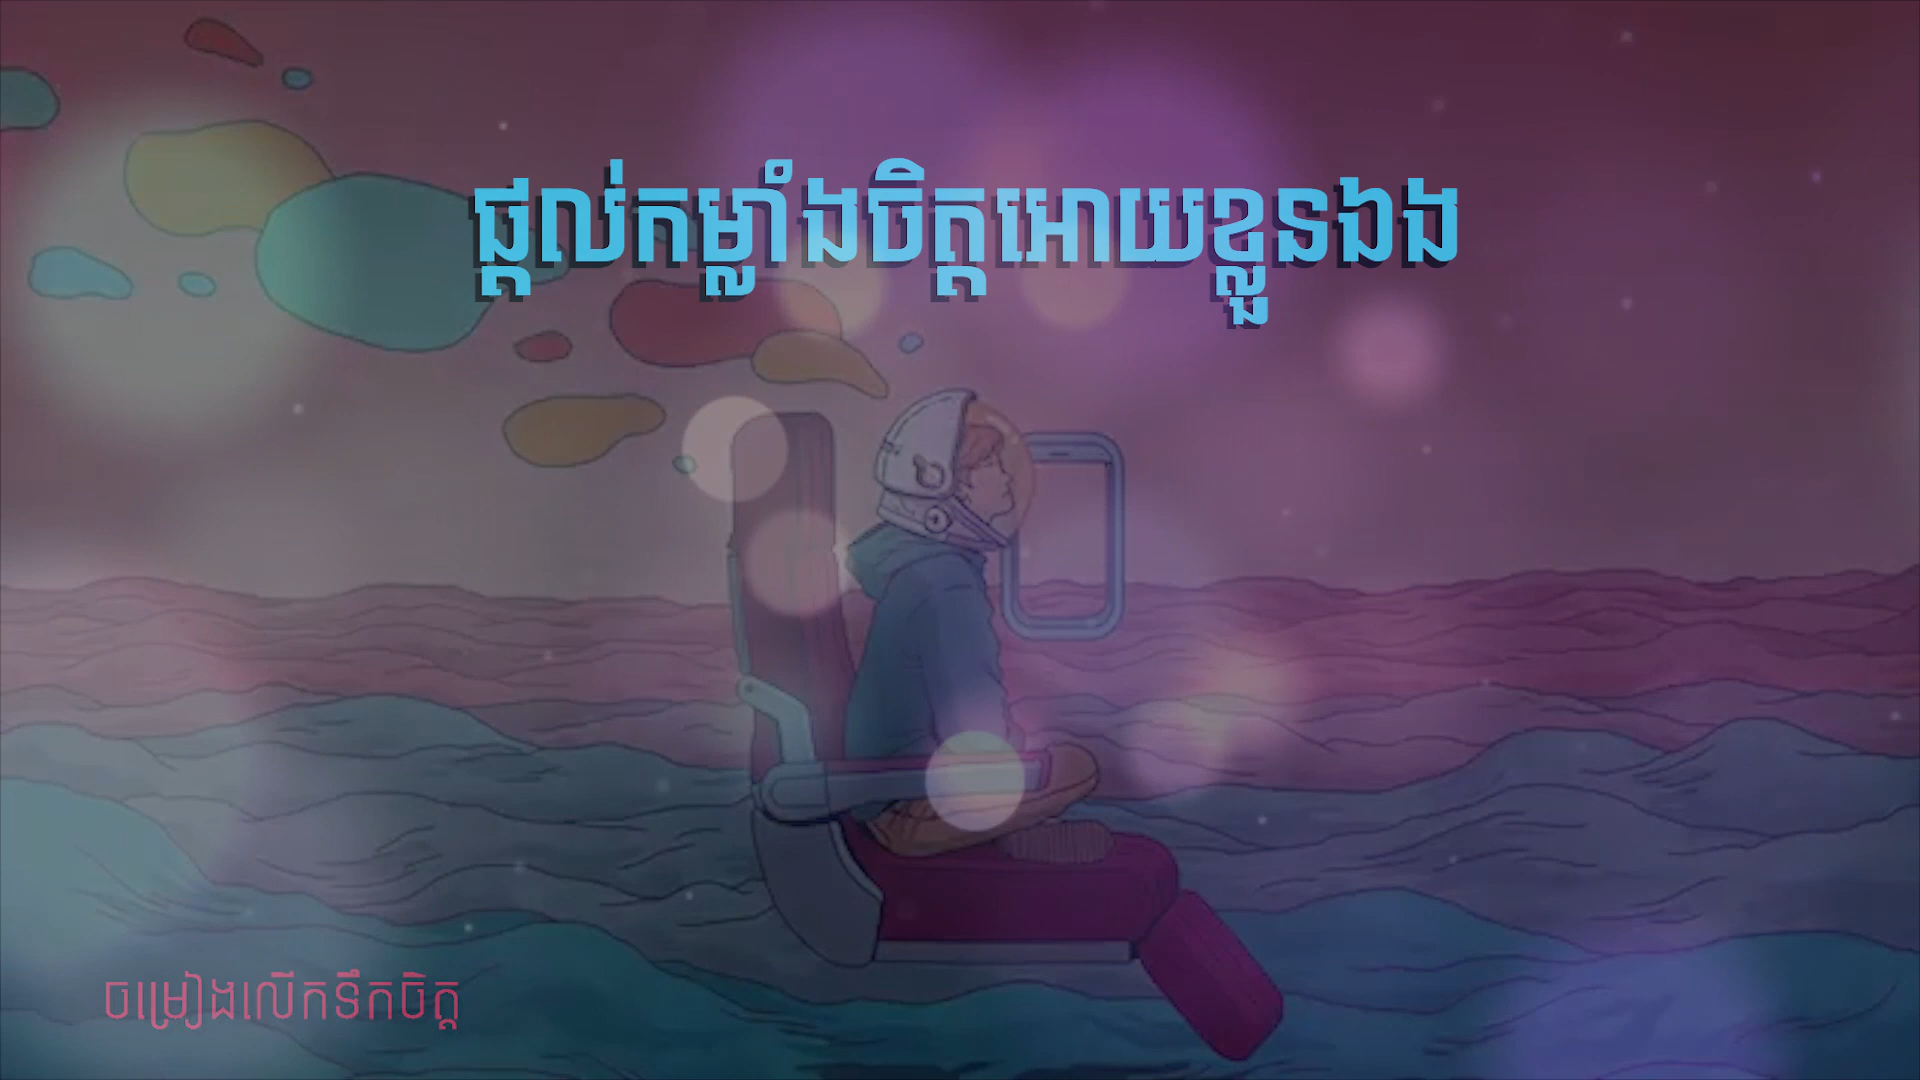 ផ្តល់កម្លាំងចិត្តអោយខ្លួនឯង
ចម្រៀងលើកទឹកចិត្ត